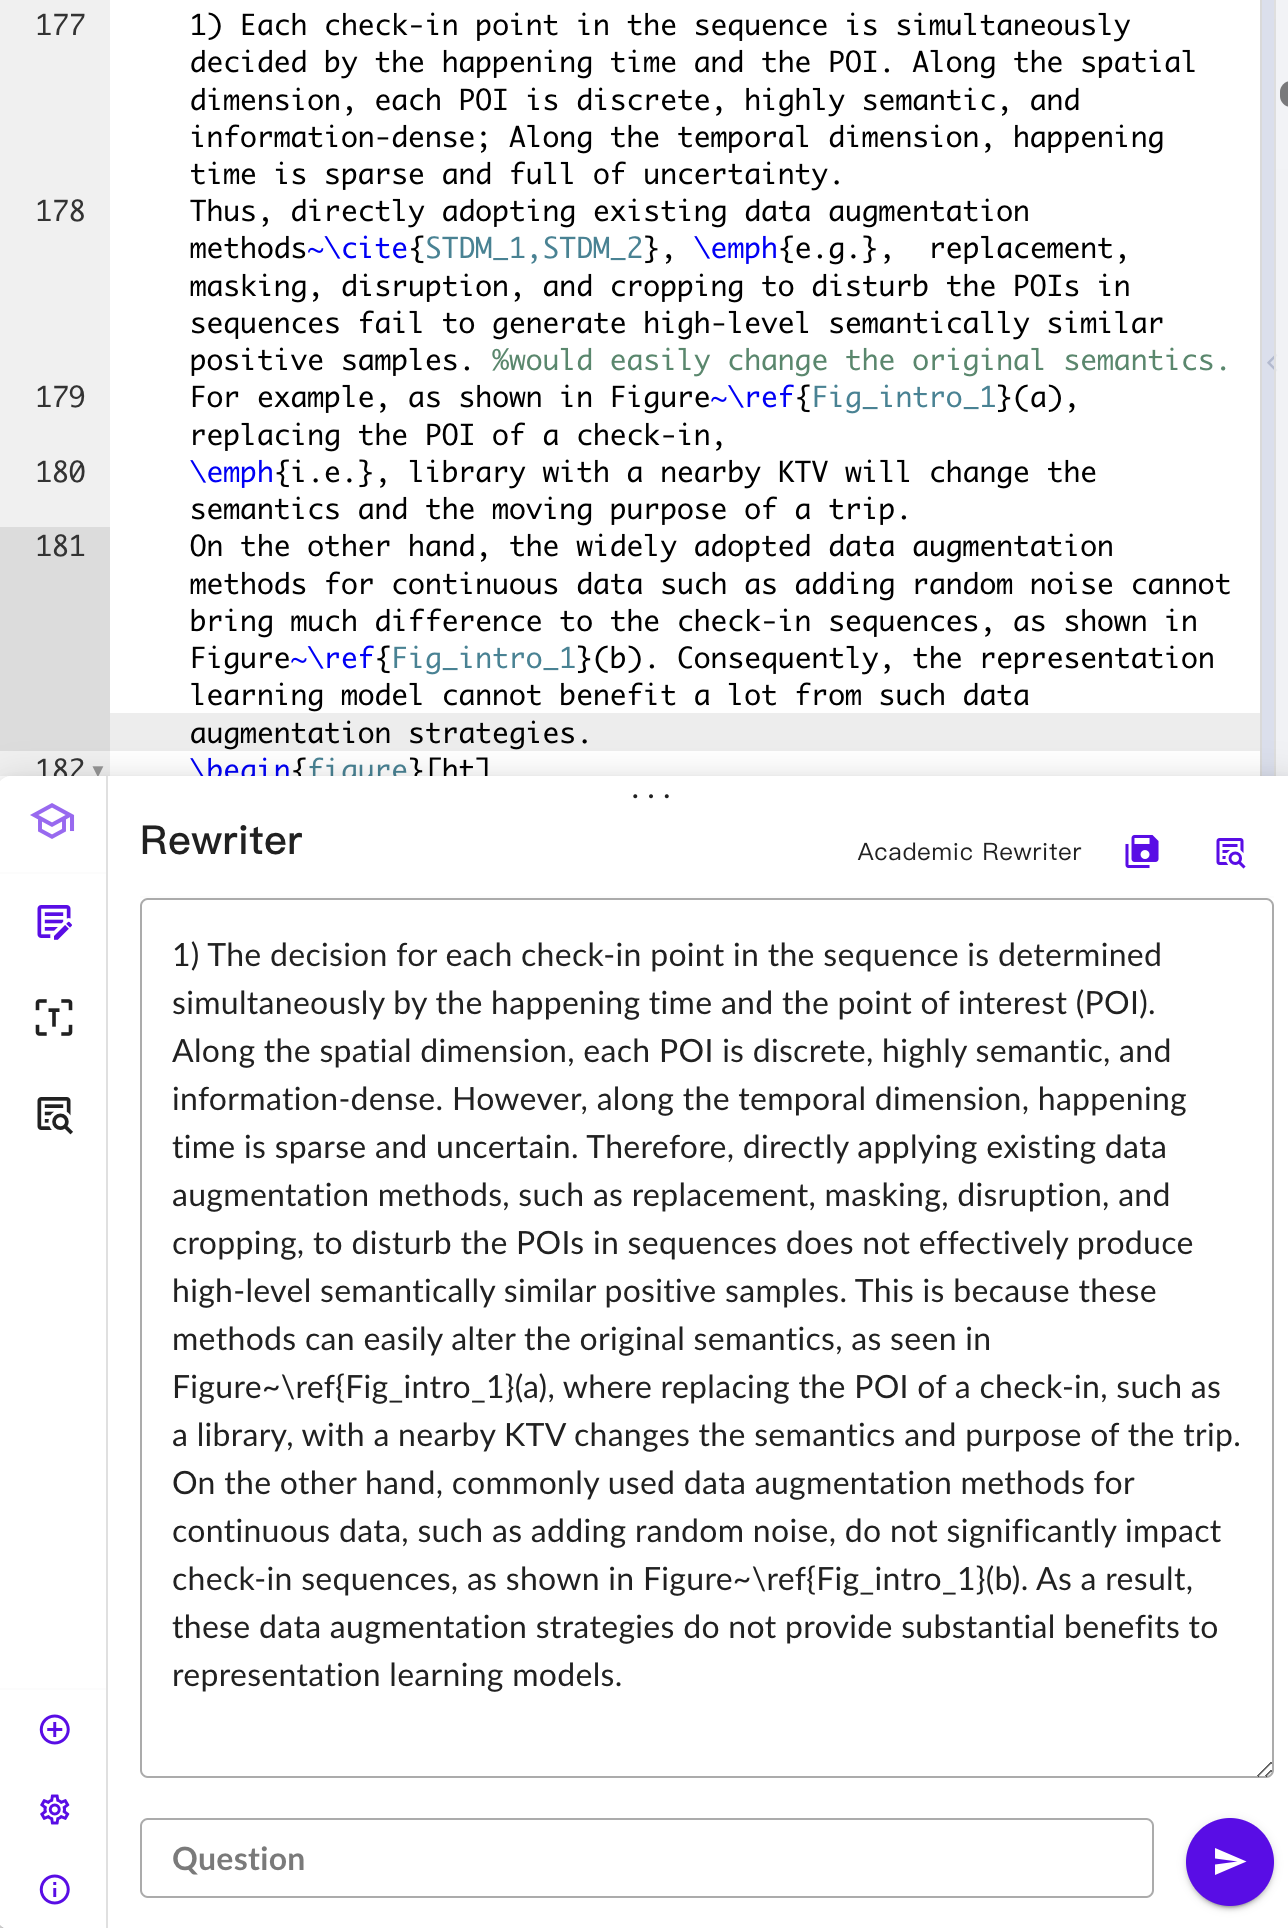 177 1) Each check-in point in the sequence is simultaneously
decided by the happening time and the POI. Along the spatial
dimension, each POI is discrete, highly semantic, and
information-dense; Along the temporal dimension, happening
time is sparse and full of uncertainty.
178 Thus, directly adopting existing data augmentation
methods~\cite{STDM_1,STDM_2}, \emph{e.g.},  replacement,
masking, disruption, and cropping to disturb the POIs in
sequences fail to generate high-level semantically similar
positive samples. %would easily change the original semantics.
179 For example, as shown in Figure~\ref{Fig_intro_1}(a),
replacing the POI of a check-in,
180 \emph{i.e.}, library with a nearby KTV will change the
semantics and the moving purpose of a trip.
181 On the other hand, the widely adopted data augmentation
methods for continuous data such as adding random noise cannot
bring much difference to the check-in sequences, as shown in
Figure~\ref{Fig_intro_1}(b). Consequently, the representation
learning model cannot benefit a lot from such data
augmentation strategies.
182 \begin{figure}[ht]
Rewriter
Academic Rewriter
1) The decision for each check-in point in the sequence is determined
simultaneously by the happening time and the point of interest (POI).
Along the spatial dimension, each POI is discrete, highly semantic, and
information-dense. However, along the temporal dimension, happening
time is sparse and uncertain. Therefore, directly applying existing data
augmentation methods, such as replacement, masking, disruption, and
cropping, to disturb the POIs in sequences does not effectively produce
high-level semantically similar positive samples. This is because these
methods can easily alter the original semantics, as seen in
Figure~\ref{Fig_intro_1}(a), where replacing the POI of a check-in, such as
a library, with a nearby KTV changes the semantics and purpose of the trip.
On the other hand, commonly used data augmentation methods for
continuous data, such as adding random noise, do not significantly impact
check-in sequences, as shown in Figure~\ref{Fig_intro_1}(b). As a result,
these data augmentation strategies do not provide substantial benefits to
representation learning models.
Question